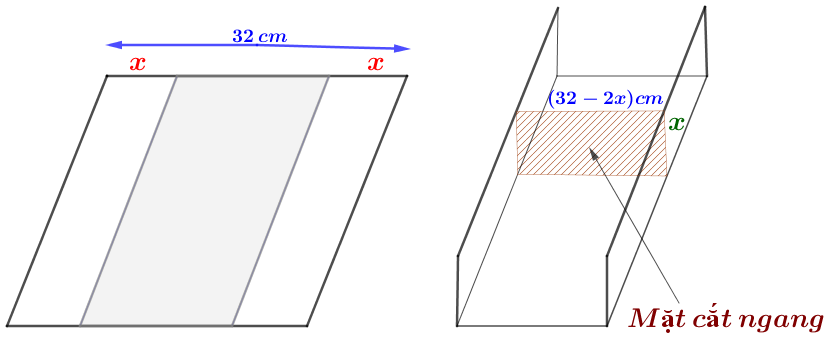 32 cm
x x
(32 − 2x)cm
x
Mặt cắt ngang